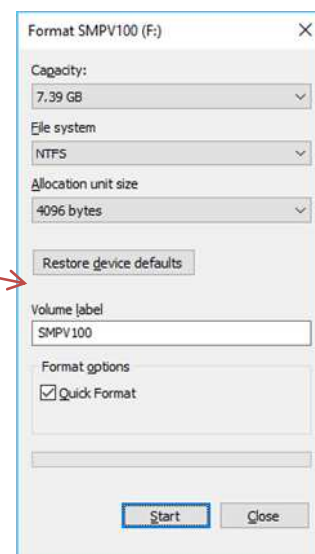 Format SMPV100 (F:)
Capacity:
7.39 GB
File system
NTFS
Allocation unit size
4096 bytes
Restore device defaults
Volume label
SMPV100
Format options
Quick Format
Start
Close